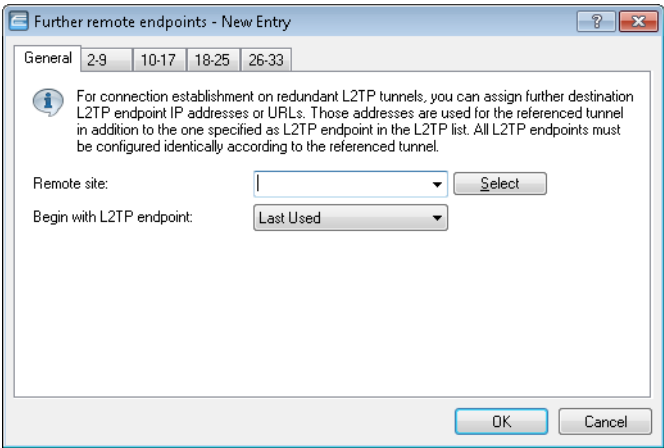 Further remote endpoints - New Entry
General 2-9 10-17 18-25 26-33
For connection establishment on redundant L2TP tunnels, you can assign further destination
L2TP endpoint IP addresses or URLs. Those addresses are used for the referenced tunnel
in addition to the one specified as L2TP endpoint in the L2TP list. All L2TP endpoints must
be configured identically according to the referenced tunnel.
Remote site: Select
Begin with L2TP endpoint: Last Used
OK Cancel